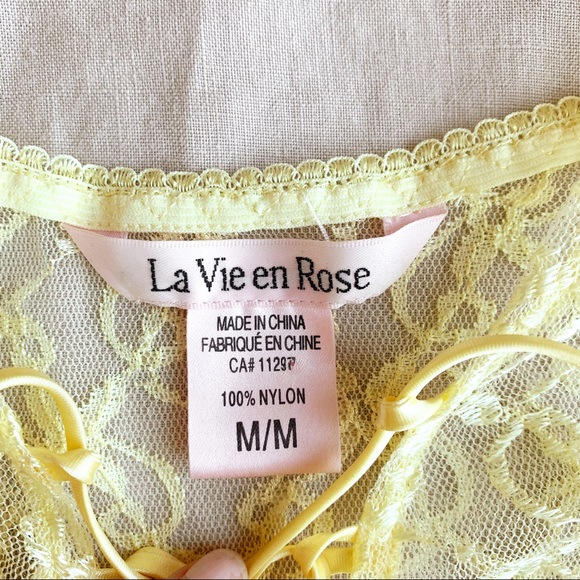 La Vie en Rose
MADE IN CHINA
FABRIQUÉ EN CHINE
CA# 11297
100% NYLON
M/M